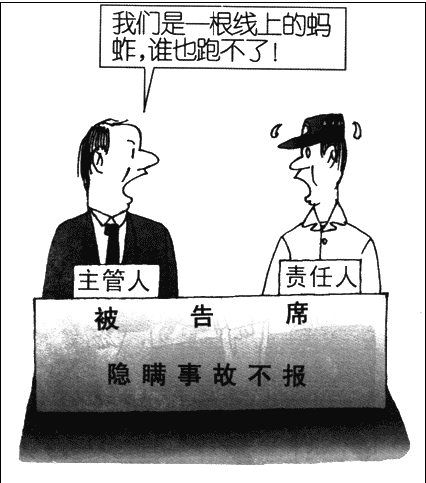 我们是一根线上的蚂
蚱,谁也跑不了!
主管人
责任人
被告席
隐瞒事故不报